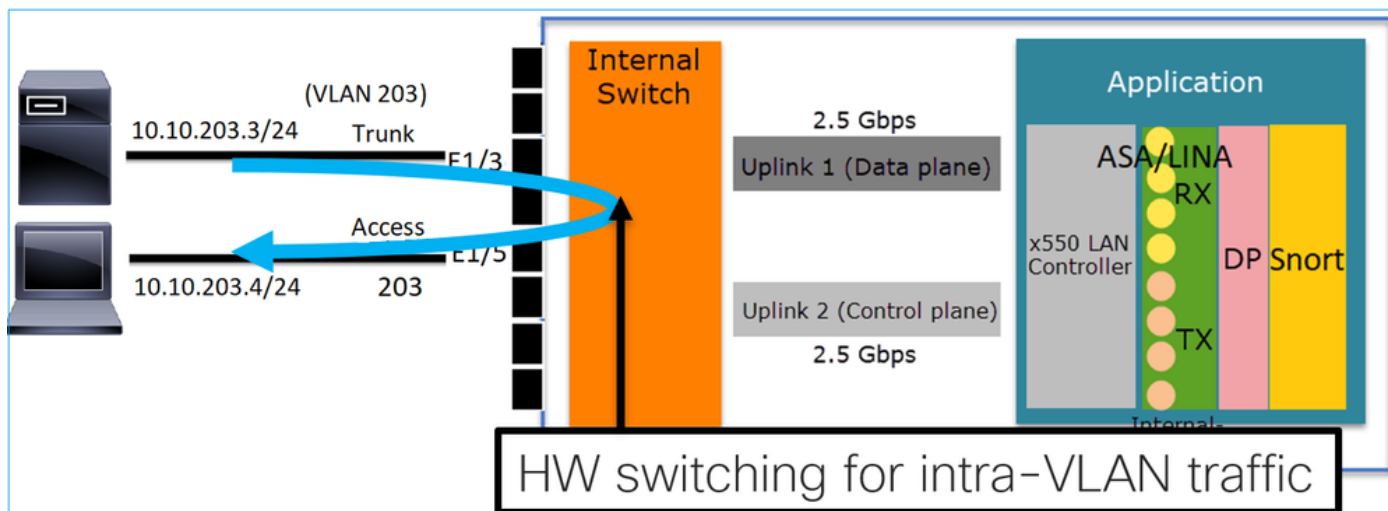 Internal
Switch
(VLAN 203)
10.10.203.3/24
Trunk
E1/3
Access
E1/5
10.10.203.4/24
203
2.5 Gbps
Uplink 1 (Data plane)
Uplink 2 (Control plane)
2.5 Gbps
Application
ASA/LINA
RX
x550 LAN
Controller
DP
Snort
TX
Internal-
HW switching for intra-VLAN traffic